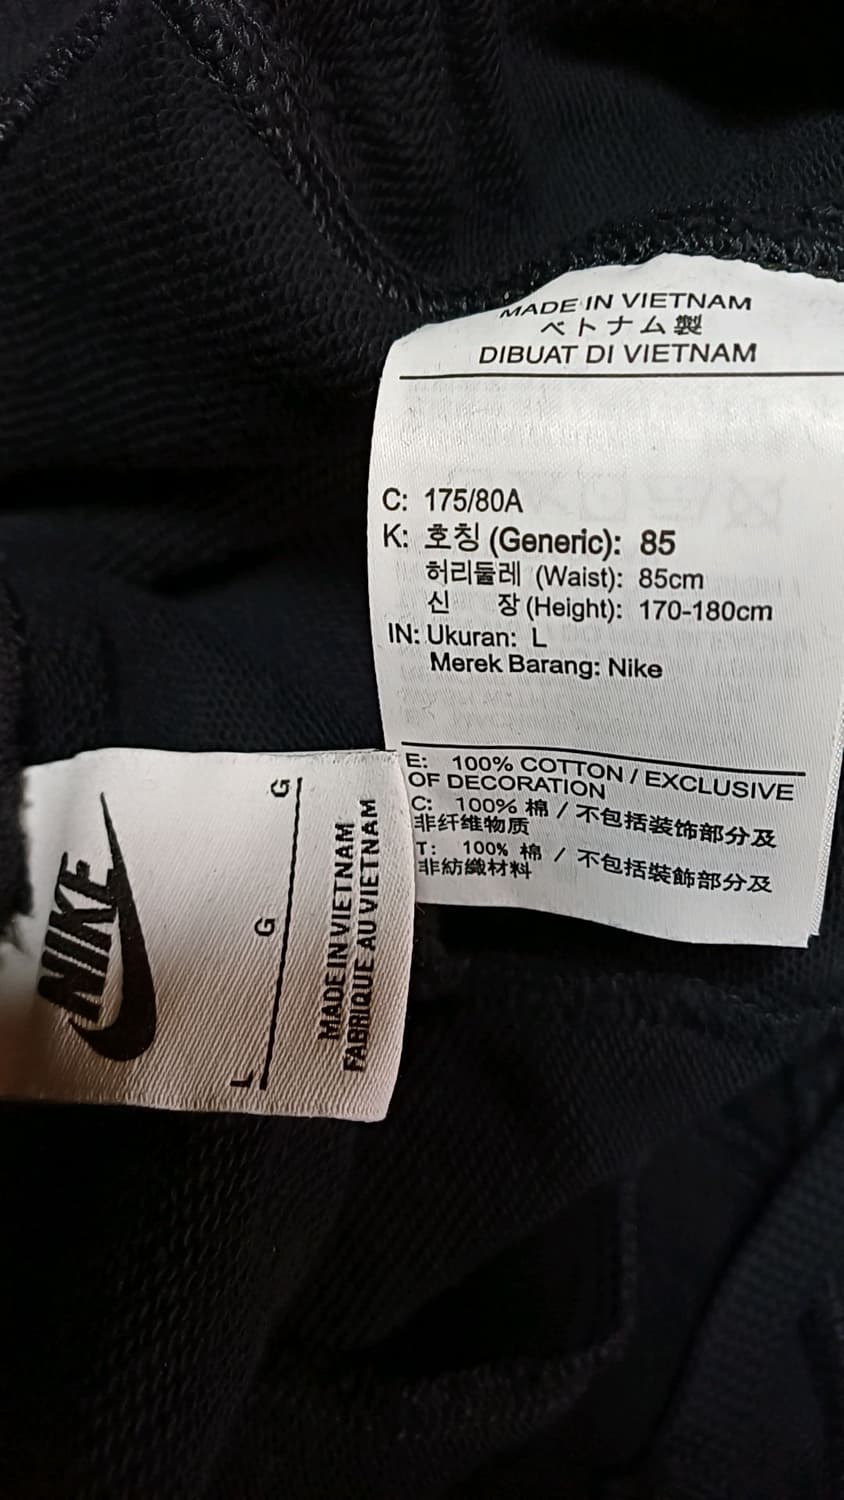 MADE IN VIETNAM
ベトナム製
DIBUAT DI VIETNAM
C: 175/80A
K: 호칭 (Generic): 85
허리둘레 (Waist): 85cm
신 장 (Height): 170-180cm
IN: Ukuran: L
Merek Barang: Nike
E: 100% COTTON / EXCLUSIVE
OF DECORATION
C: 100% 棉 / 不包括装饰部分及
非纤维物质
T: 100% 棉 / 不包括裝飾部分及
非紡織材料
NIKE
L G G
MADE IN VIETNAM
FABRIQUE AU VIETNAM